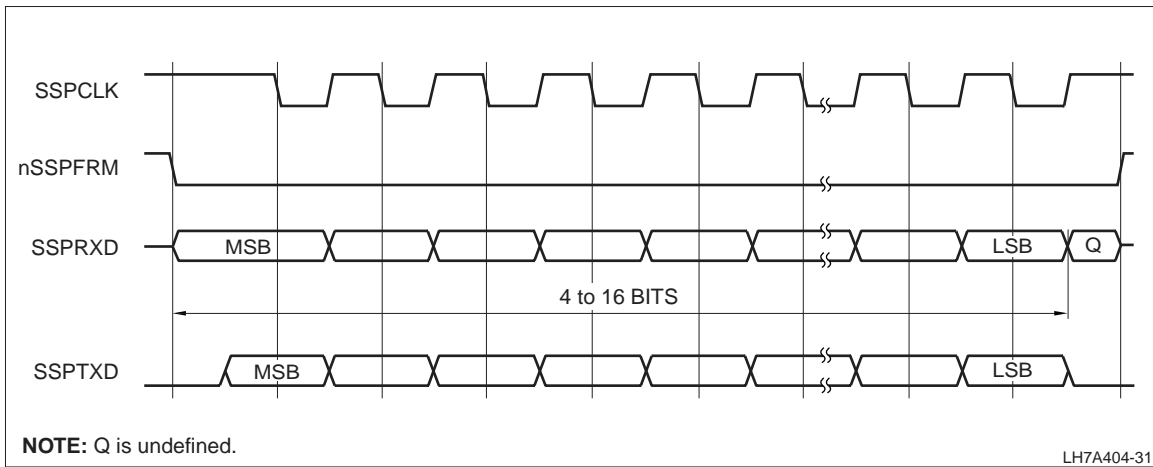 SSPCLK
nSSPFRM
SSPRXD
MSB
LSB
Q
4 to 16 BITS
SSPTXD
MSB
LSB
NOTE: Q is undefined.
LH7A404-31